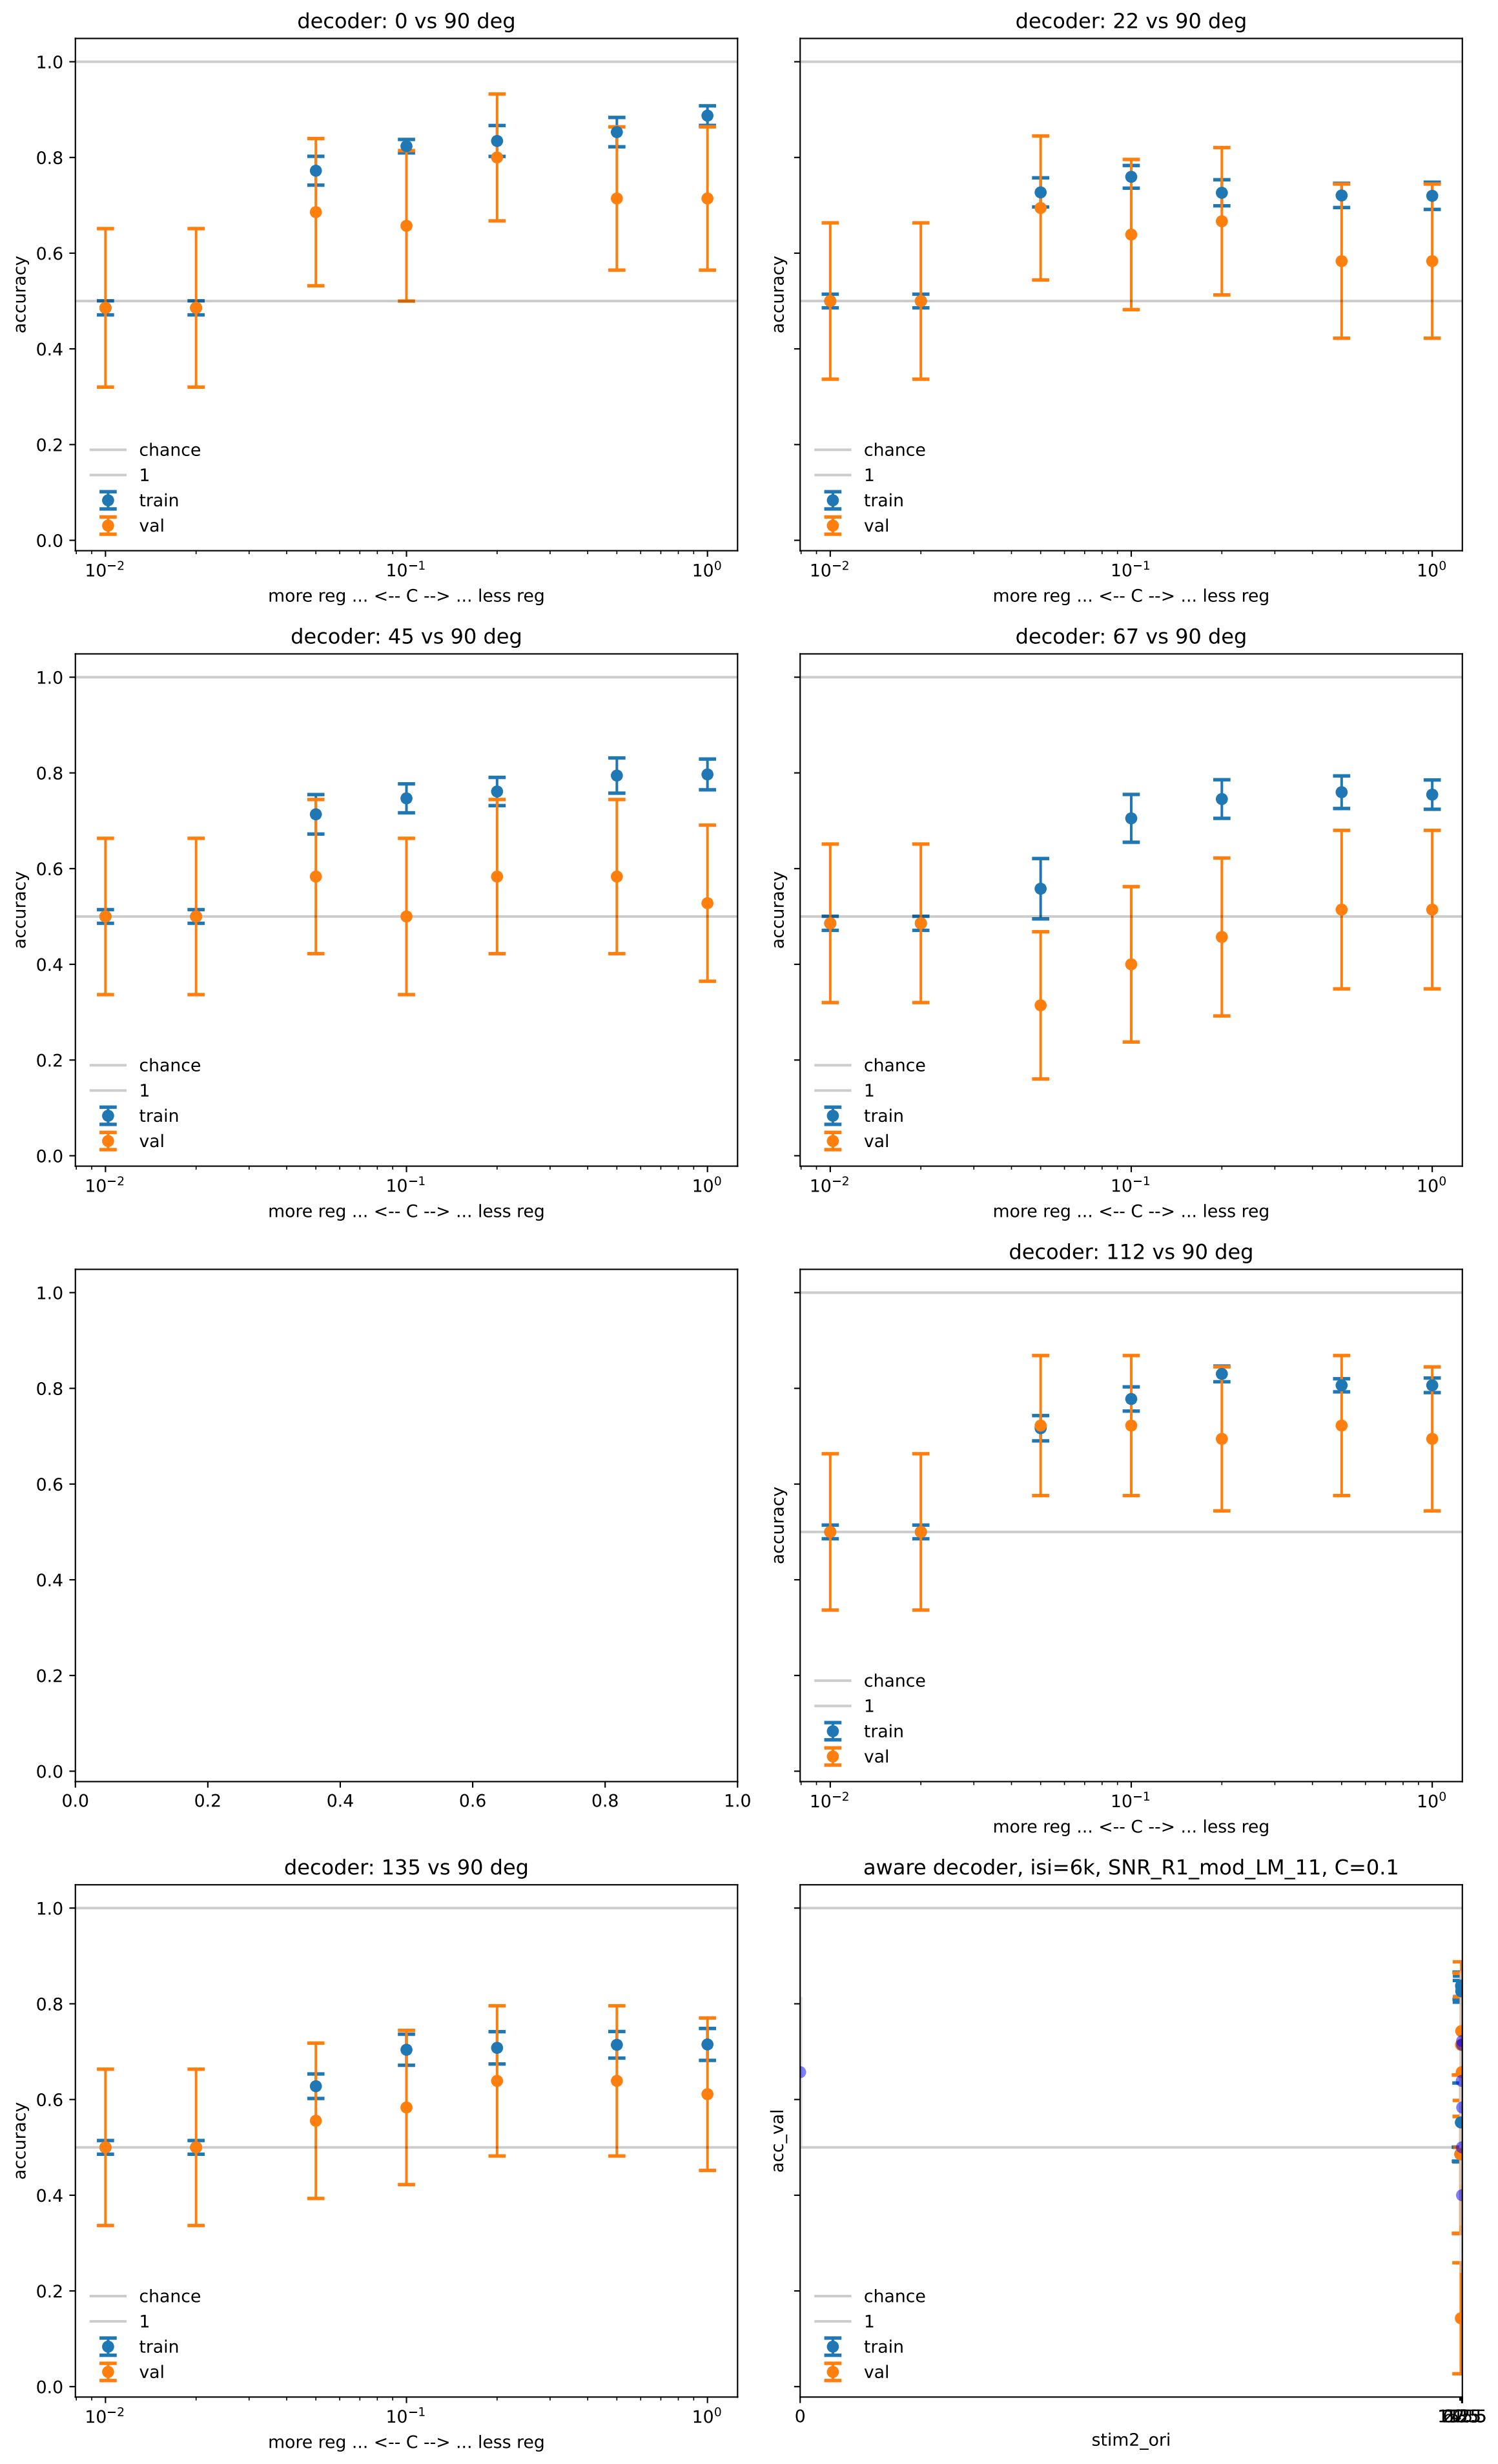 decoder: 0 vs 90 deg
1.0
0.8
0.6
0.4
0.2
0.0
accuracy
chance
1
train
val
10⁻² 10⁻¹ 10⁰
more reg ... <-- C --> ... less reg
decoder: 22 vs 90 deg
accuracy
chance
1
train
val
10⁻² 10⁻¹ 10⁰
more reg ... <-- C --> ... less reg
decoder: 45 vs 90 deg
1.0
0.8
0.6
0.4
0.2
0.0
accuracy
chance
1
train
val
10⁻² 10⁻¹ 10⁰
more reg ... <-- C --> ... less reg
decoder: 67 vs 90 deg
accuracy
chance
1
train
val
10⁻² 10⁻¹ 10⁰
more reg ... <-- C --> ... less reg
1.0
0.8
0.6
0.4
0.2
0.0
0.0 0.2 0.4 0.6 0.8 1.0
decoder: 112 vs 90 deg
accuracy
chance
1
train
val
10⁻² 10⁻¹ 10⁰
more reg ... <-- C --> ... less reg
decoder: 135 vs 90 deg
1.0
0.8
0.6
0.4
0.2
0.0
accuracy
chance
1
train
val
10⁻² 10⁻¹ 10⁰
more reg ... <-- C --> ... less reg
aware decoder, isi=6k, SNR_R1_mod_LM_11, C=0.1
acc_val
chance
1
train
val
0
stim2_ori